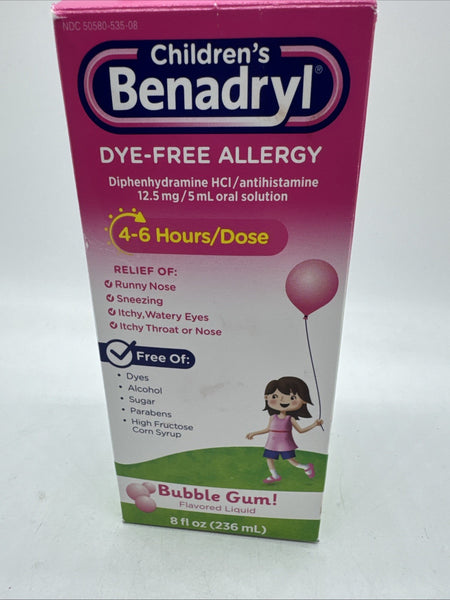 NDC 50580-535-08
Children's
Benadryl®
DYE-FREE ALLERGY
Diphenhydramine HCl/antihistamine
12.5 mg/5 mL oral solution
4-6 Hours/Dose
RELIEF OF:
Runny Nose
Sneezing
Itchy, Watery Eyes
Itchy Throat or Nose
Free Of:
• Dyes
• Alcohol
• Sugar
• Parabens
• High Fructose
Corn Syrup
Bubble Gum!
Flavored Liquid
8 fl oz (236 mL)